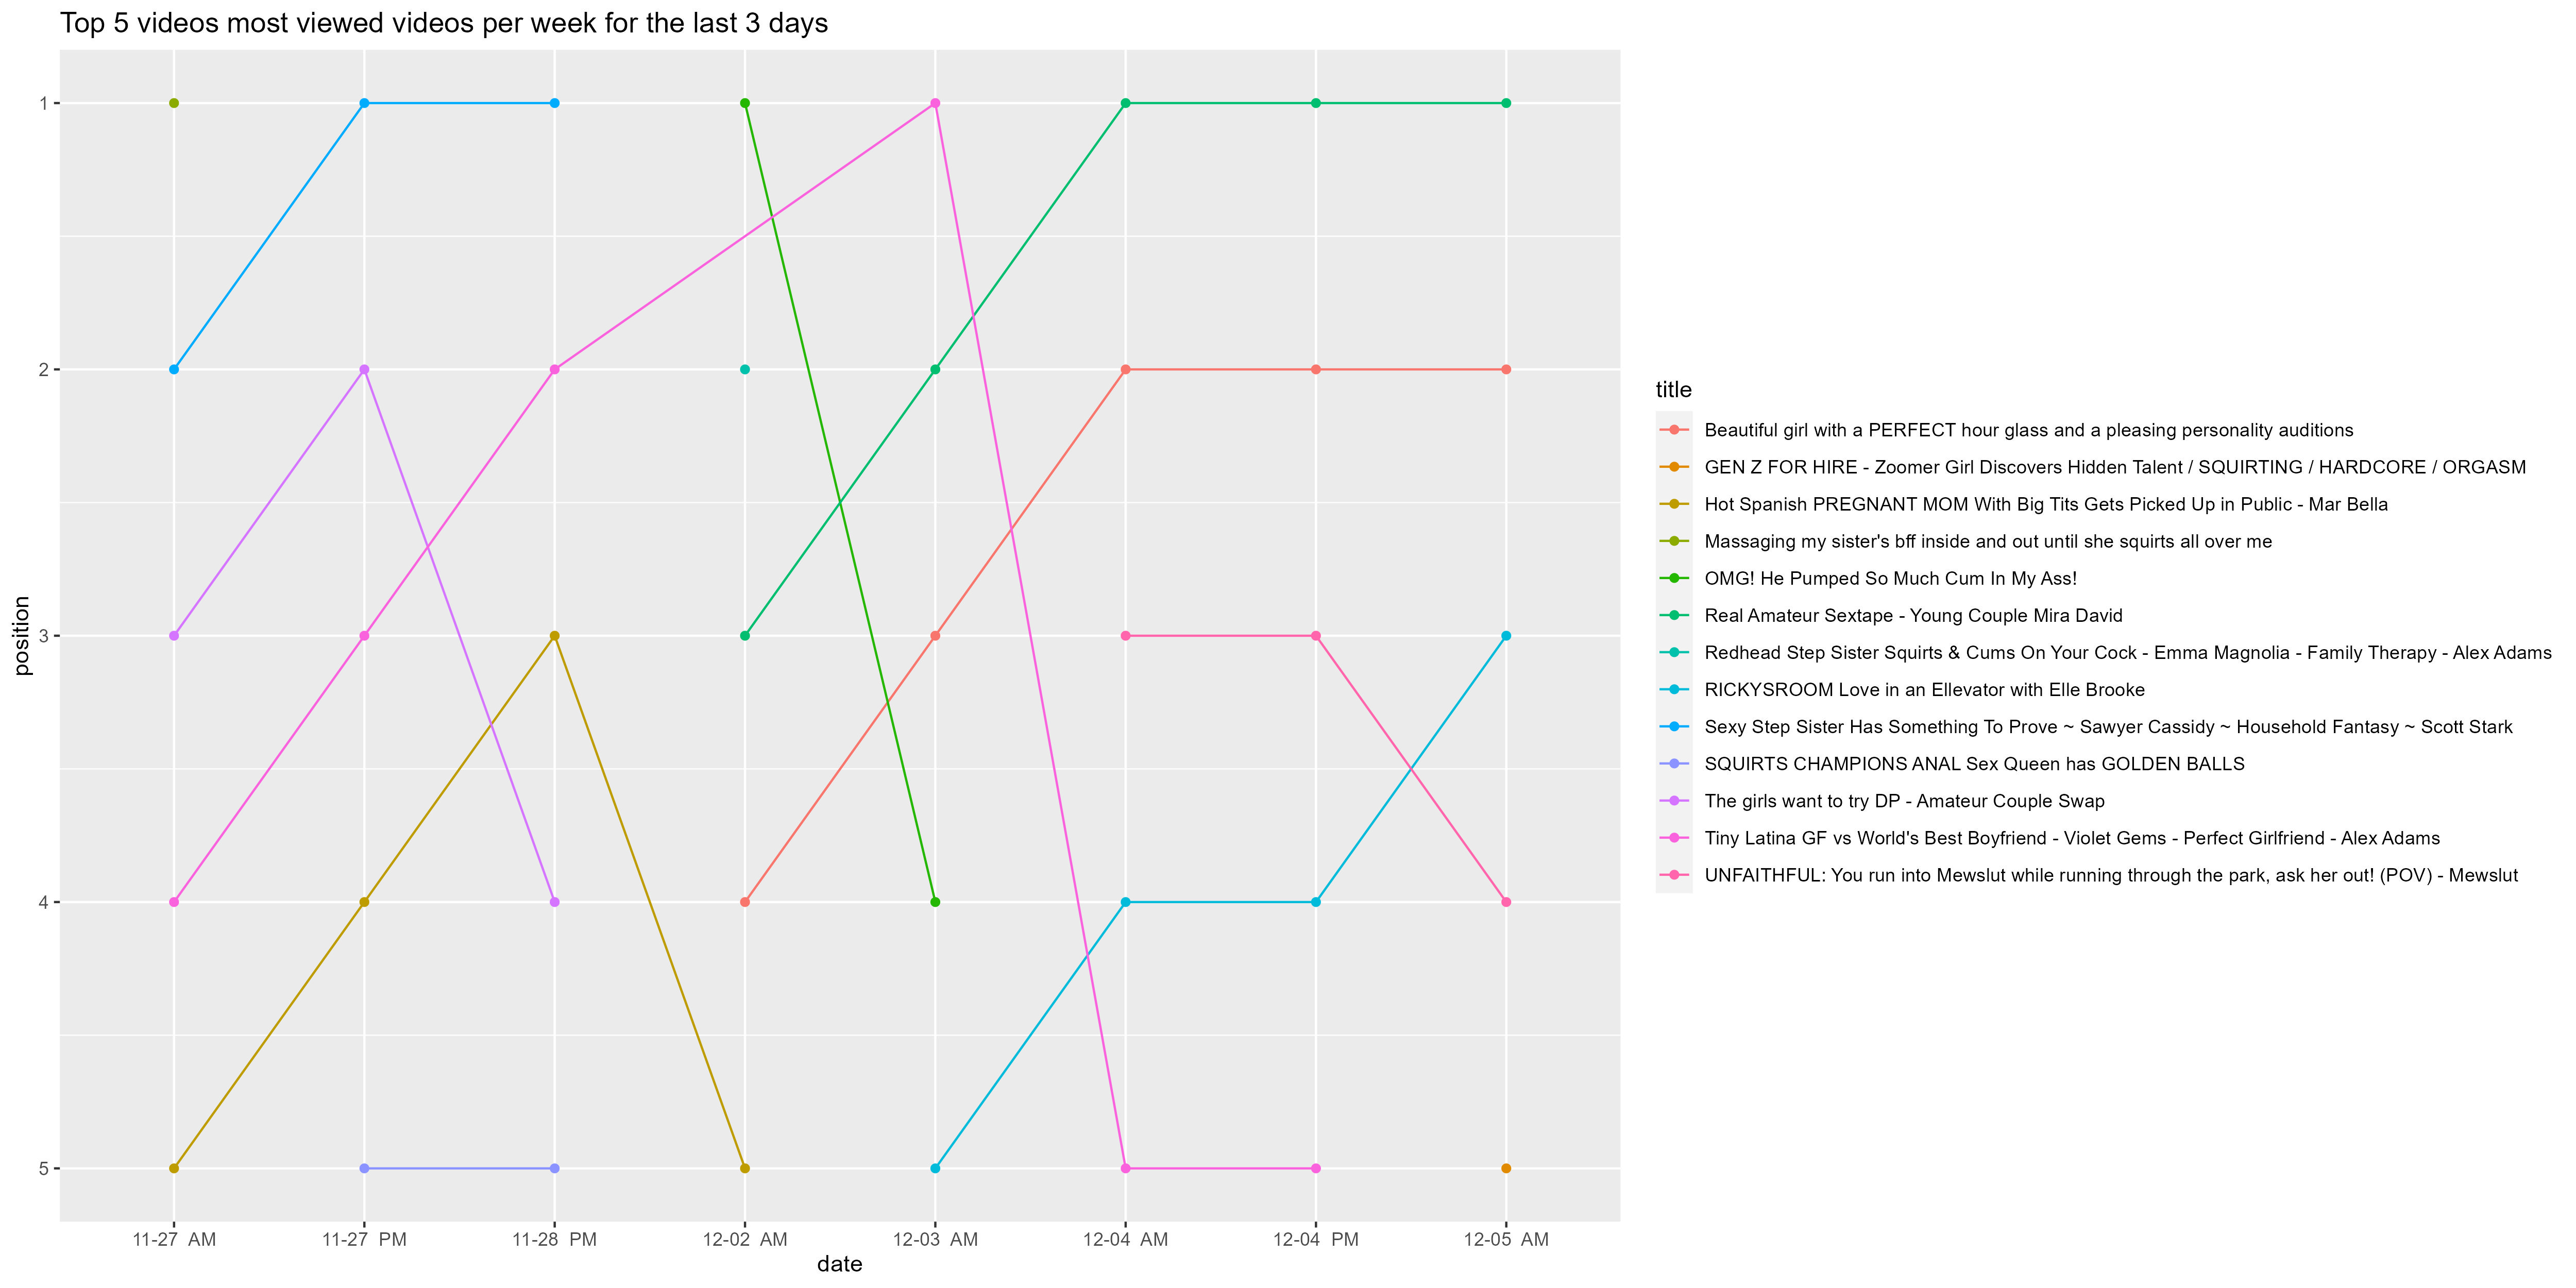 Top 5 videos most viewed videos per week for the last 3 days
position
1
2
3
4
5
11-27 AM
11-27 PM
11-28 PM
12-02 AM
12-03 AM
12-04 AM
12-04 PM
12-05 AM
date
title
Beautiful girl with a PERFECT hour glass and a pleasing personality auditions
GEN Z FOR HIRE - Zoomer Girl Discovers Hidden Talent / SQUIRTING / HARDCORE / ORGASM
Hot Spanish PREGNANT MOM With Big Tits Gets Picked Up in Public - Mar Bella
Massaging my sister's bff inside and out until she squirts all over me
OMG! He Pumped So Much Cum In My Ass!
Real Amateur Sextape - Young Couple Mira David
Redhead Step Sister Squirts & Cums On Your Cock - Emma Magnolia - Family Therapy - Alex Adams
RICKYSROOM Love in an Ellevator with Elle Brooke
Sexy Step Sister Has Something To Prove ~ Sawyer Cassidy ~ Household Fantasy ~ Scott Stark
SQUIRTS CHAMPIONS ANAL Sex Queen has GOLDEN BALLS
The girls want to try DP - Amateur Couple Swap
Tiny Latina GF vs World's Best Boyfriend - Violet Gems - Perfect Girlfriend - Alex Adams
UNFAITHFUL: You run into Mewslut while running through the park, ask her out! (POV) - Mewslut